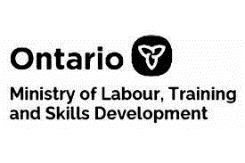 Ontario
Ministry of Labour, Training
and Skills Development